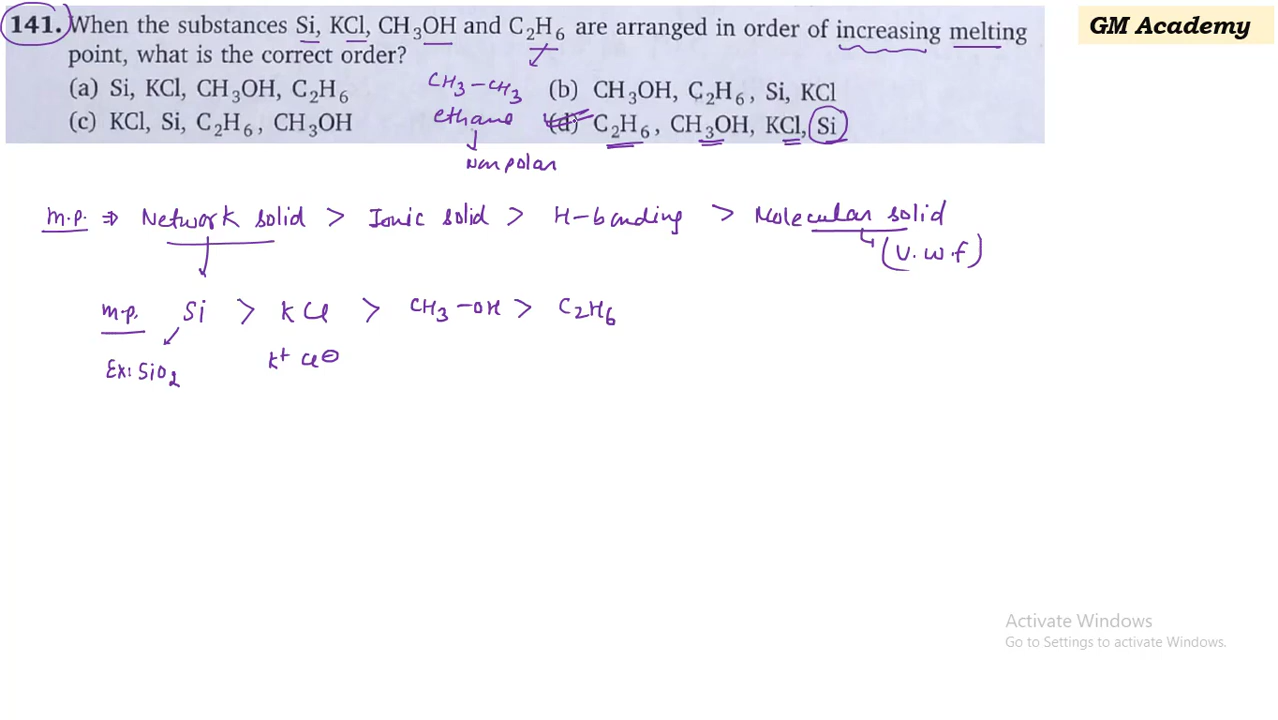 GM Academy
141. When the substances Si, KCl, CH₃OH and C₂H₆ are arranged in order of increasing melting
point, what is the correct order?
(a) Si, KCl, CH₃OH, C₂H₆
(b) CH₃OH, C₂H₆, Si, KCl
(c) KCl, Si, C₂H₆, CH₃OH
(d) C₂H₆, CH₃OH, KCl, Si
CH₃-CH₃
ethane
Non polar
m.p. ⇒ Network solid > Ionic solid > H-bonding > Molecular solid
(V.W.f)
m.p. Si > KCl > CH₃-OH > C₂H₆
Ex: SiO₂
K⁺ Cl⊖
Activate Windows
Go to Settings to activate Windows.